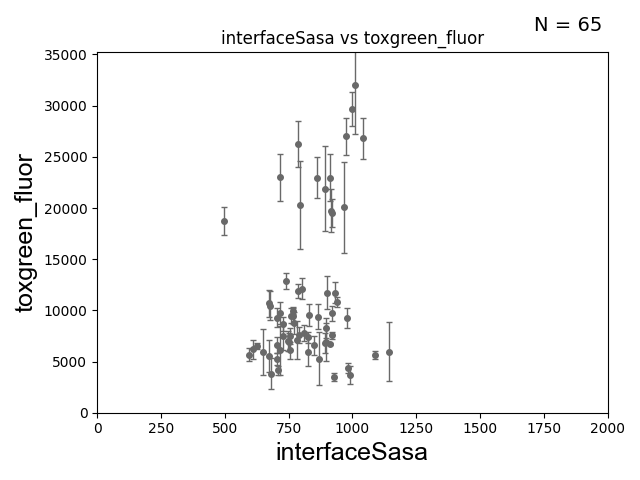 N = 65
interfaceSasa vs toxgreen_fluor
35000
30000
25000
20000
15000
10000
5000
0
toxgreen_fluor
0 250 500 750 1000 1250 1500 1750 2000
interfaceSasa